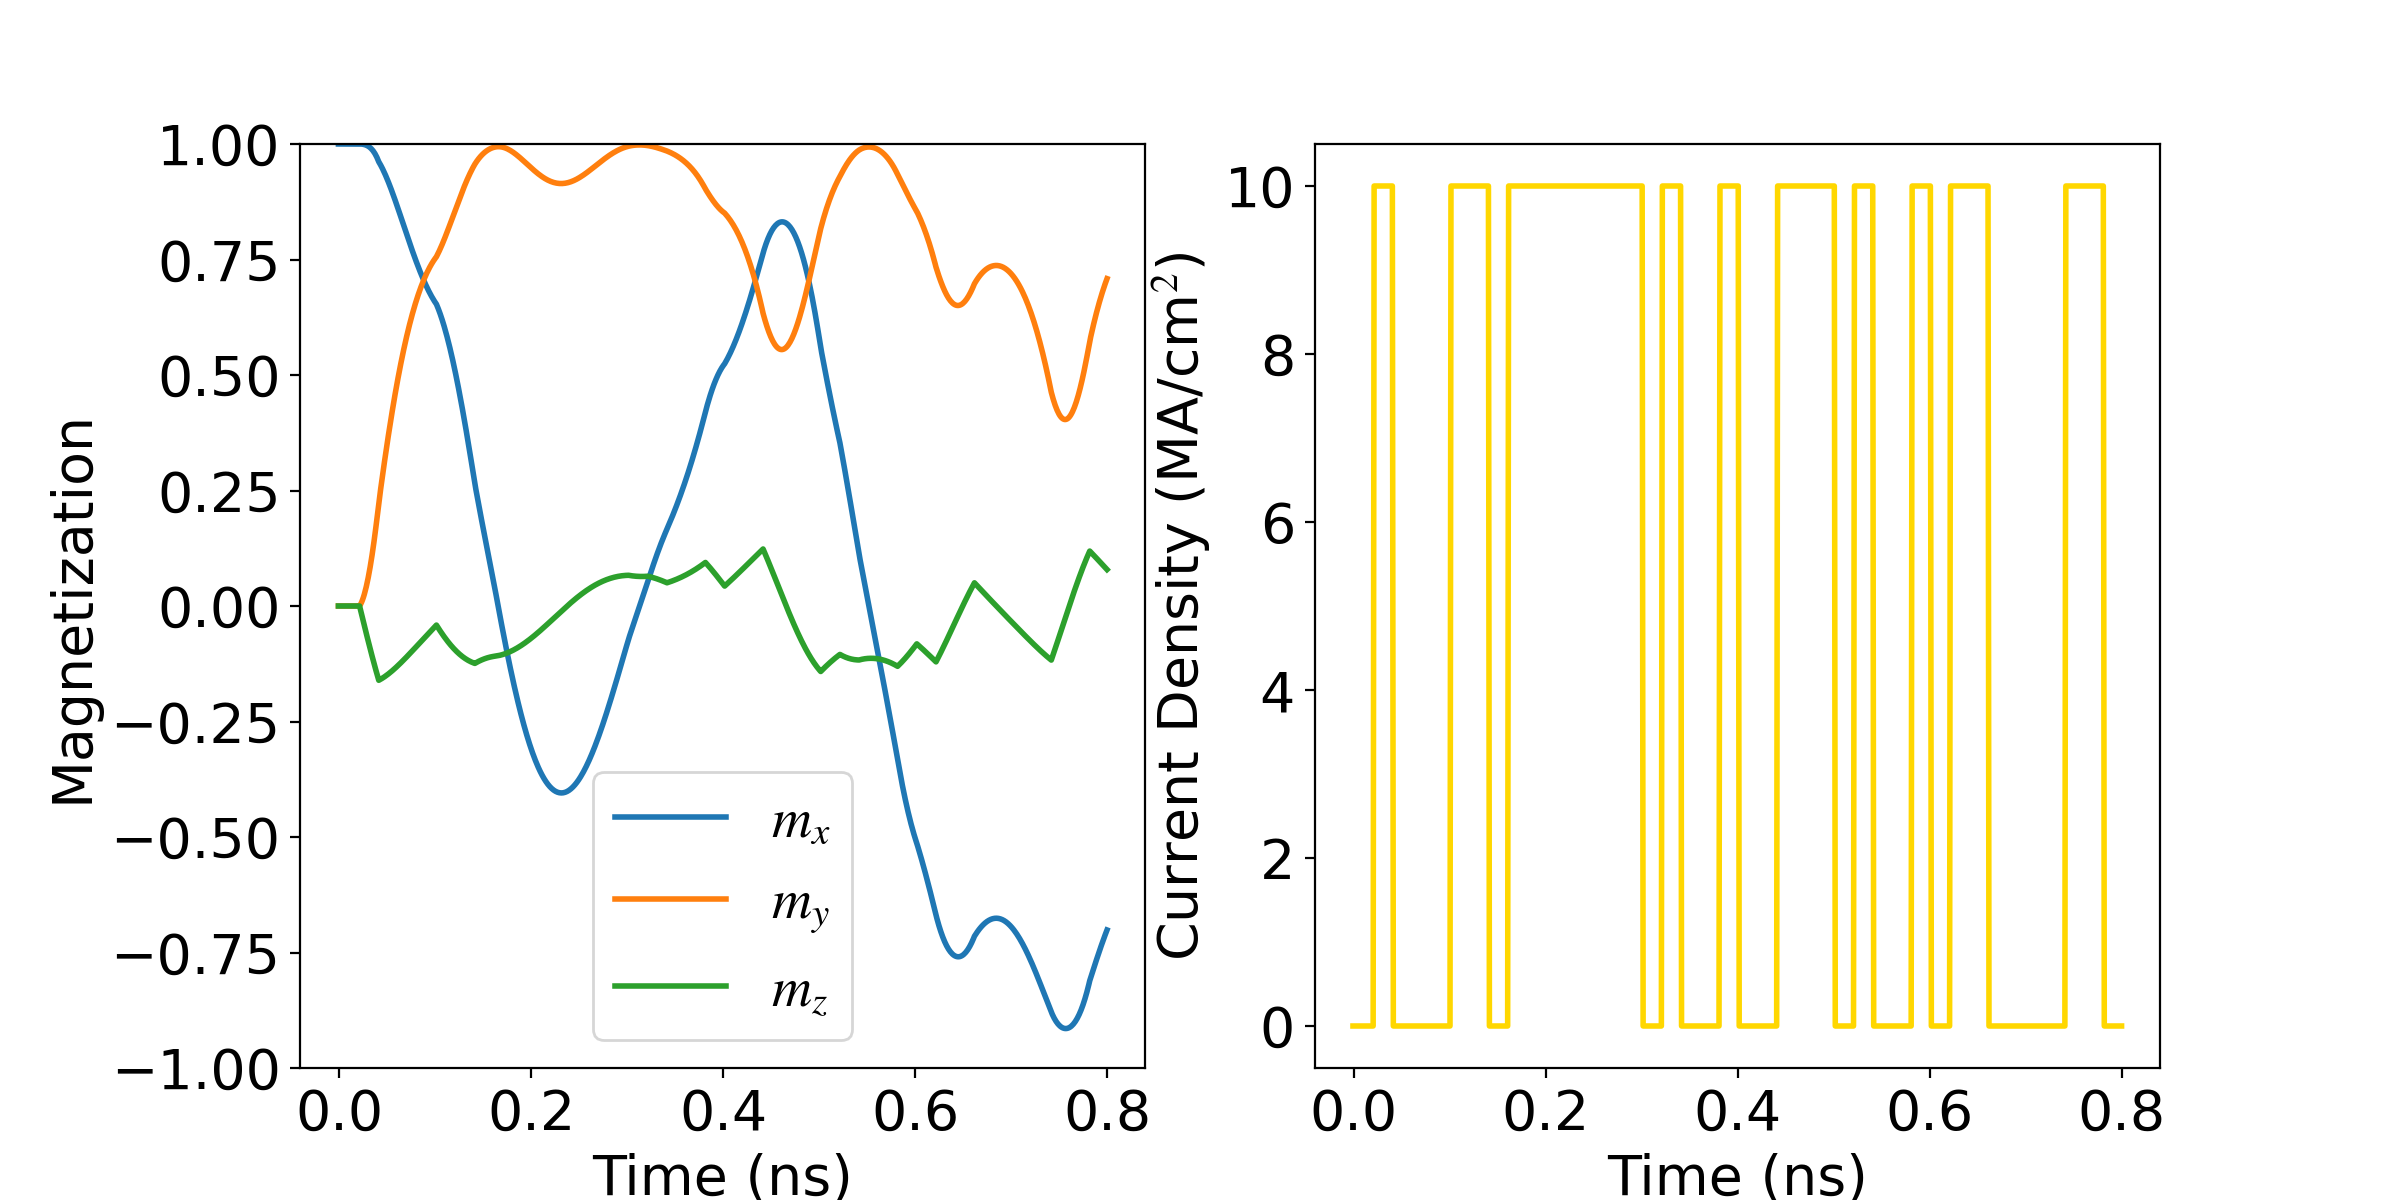 Magnetization
1.00
0.75
0.50
0.25
0.00
−0.25
−0.50
−0.75
−1.00
0.0 0.2 0.4 0.6 0.8
Time (ns)
m_x
m_y
m_z
Current Density (MA/cm²)
10
8
6
4
2
0
0.0 0.2 0.4 0.6 0.8
Time (ns)